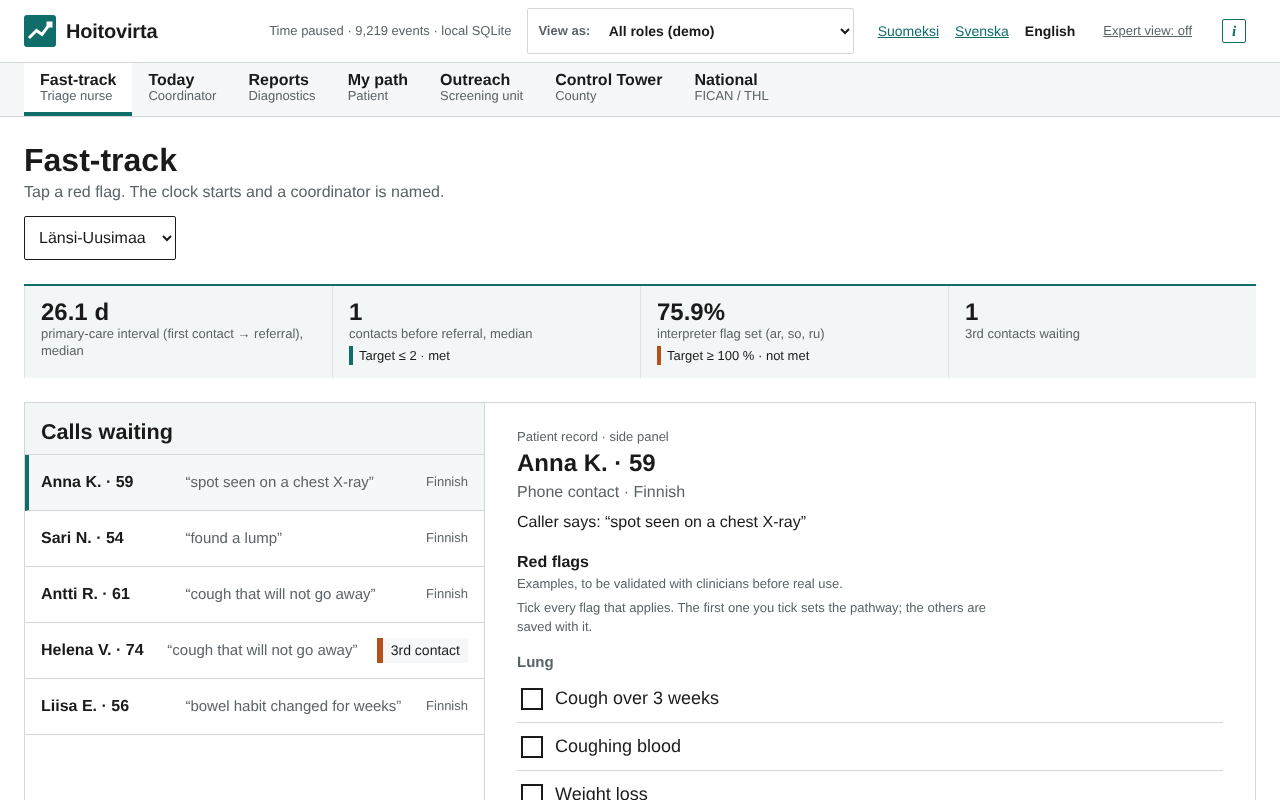 Hoitovirta
Time paused · 9,219 events · local SQLite
View as: All roles (demo)
Suomeksi Svenska English
Expert view: off
i
Fast-track
Triage nurse
Today
Coordinator
Reports
Diagnostics
My path
Patient
Outreach
Screening unit
Control Tower
County
National
FICAN / THL
Fast-track
Tap a red flag. The clock starts and a coordinator is named.
Länsi-Uusimaa
26.1 d
primary-care interval (first contact → referral),
median
1
contacts before referral, median
Target ≤ 2 · met
75.9%
interpreter flag set (ar, so, ru)
Target ≥ 100 % · not met
1
3rd contacts waiting
Calls waiting
Anna K. · 59 “spot seen on a chest X-ray” Finnish
Sari N. · 54 “found a lump” Finnish
Antti R. · 61 “cough that will not go away” Finnish
Helena V. · 74 “cough that will not go away” 3rd contact
Liisa E. · 56 “bowel habit changed for weeks” Finnish
Patient record · side panel
Anna K. · 59
Phone contact · Finnish
Caller says: “spot seen on a chest X-ray”
Red flags
Examples, to be validated with clinicians before real use.
Tick every flag that applies. The first one you tick sets the pathway; the others are
saved with it.
Lung
Cough over 3 weeks
Coughing blood
Weight loss